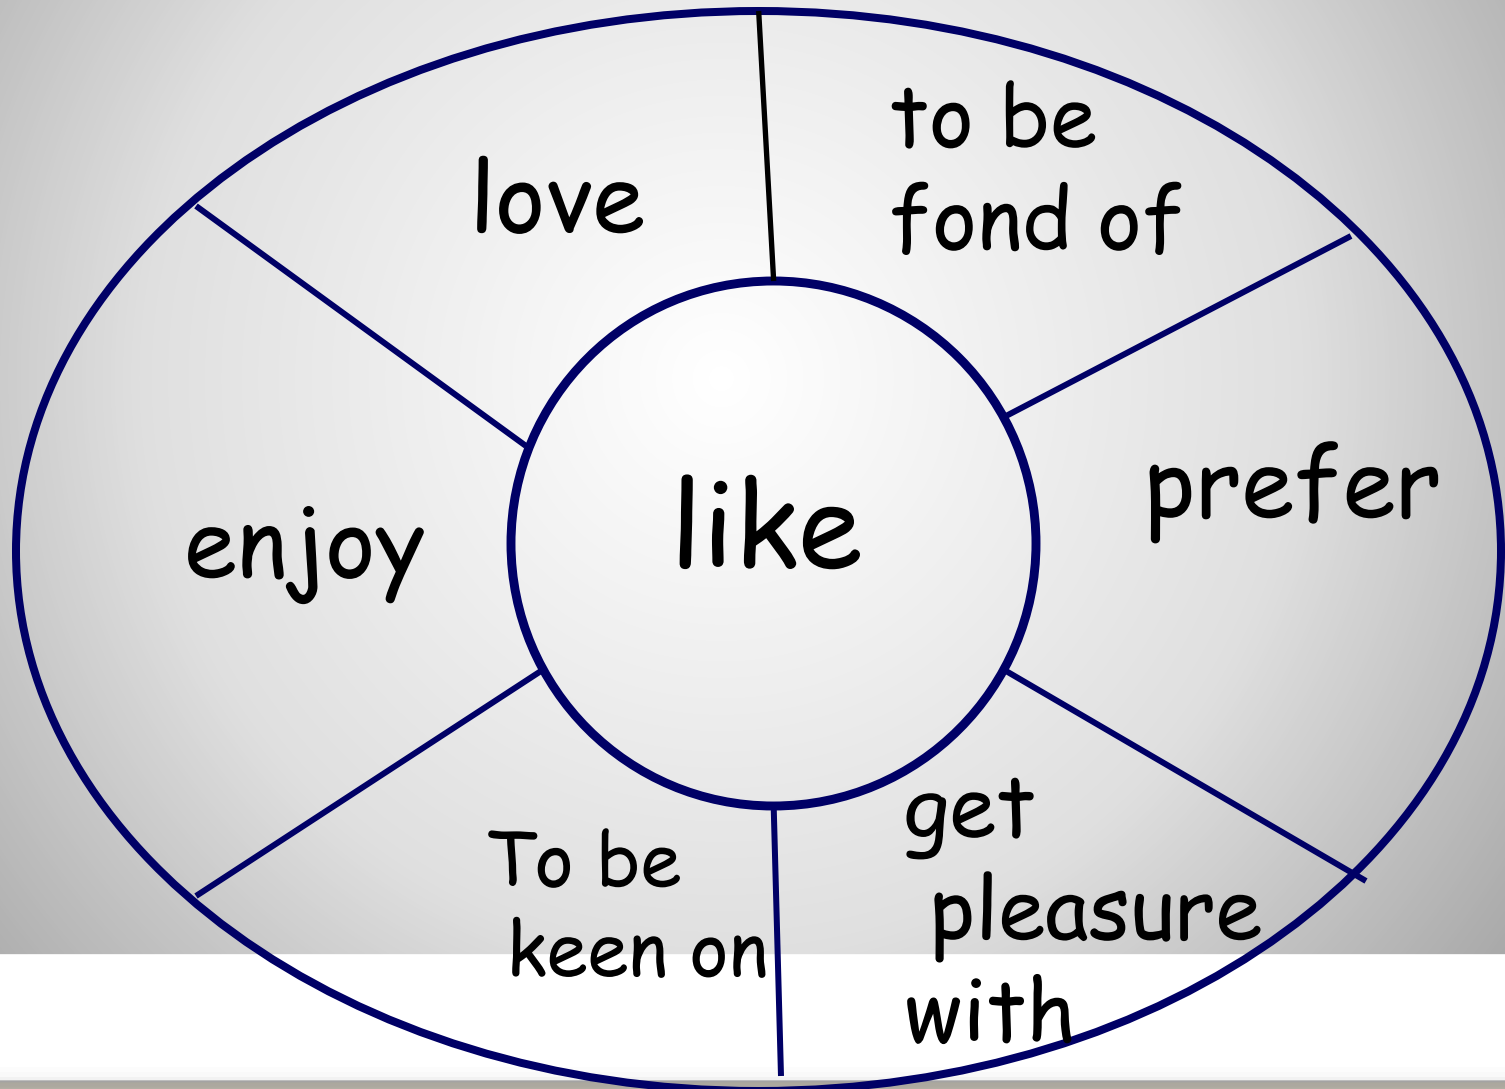 love
to be
fond of
enjoy
like
prefer
To be
keen on
get
pleasure
with